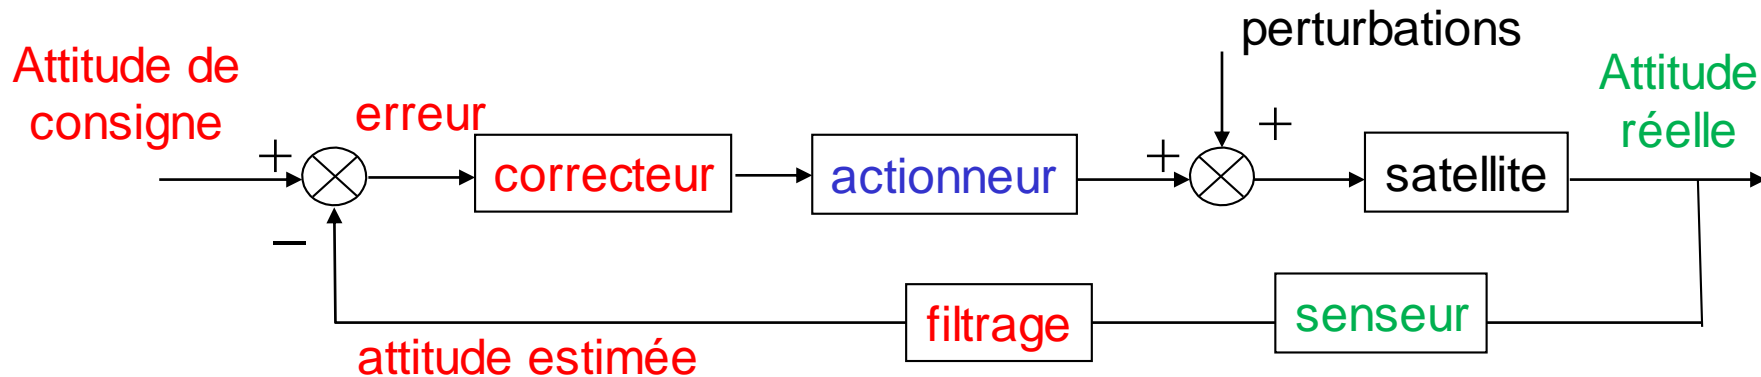 perturbations
Attitude de
consigne
Attitude
réelle
erreur
+
+
+
correcteur
actionneur
satellite
−
filtrage
senseur
attitude estimée